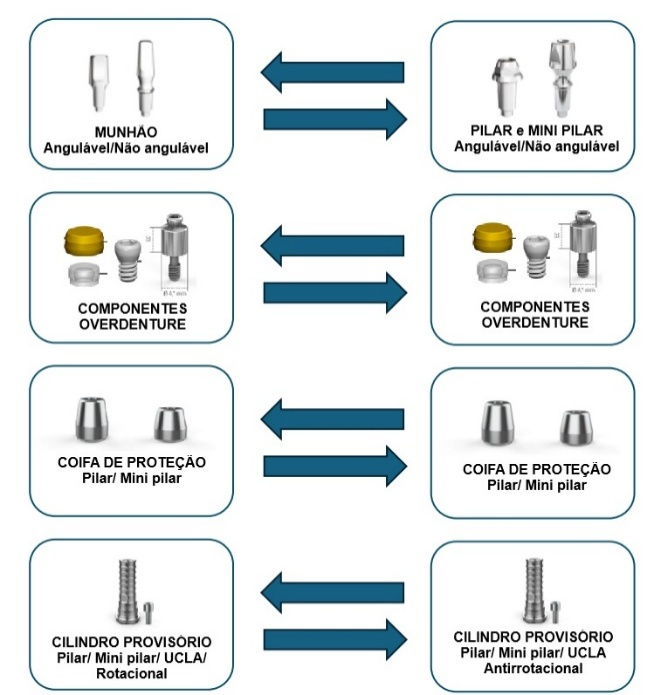 MUNHÃO
Angulável/Não angulável
PILAR e MINI PILAR
Angulável/Não angulável
COMPONENTES
OVERDENTURE
COMPONENTES
OVERDENTURE
COIFA DE PROTEÇÃO
Pilar/ Mini pilar
COIFA DE PROTEÇÃO
Pilar/ Mini pilar
CILINDRO PROVISÓRIO
Pilar/ Mini pilar/ UCLA/
Rotacional
CILINDRO PROVISÓRIO
Pilar/ Mini pilar/ UCLA
Antirrotacional